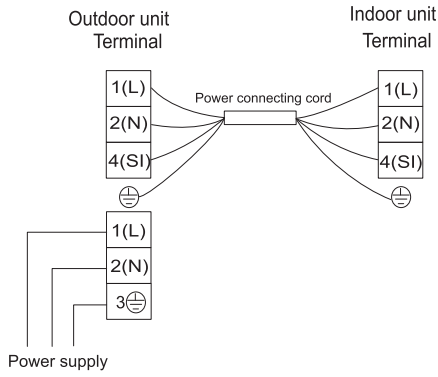 Outdoor unit
Terminal
Indoor unit
Terminal
1(L)
2(N)
4(SI)
Power connecting cord
1(L)
2(N)
4(SI)
1(L)
2(N)
3
Power supply